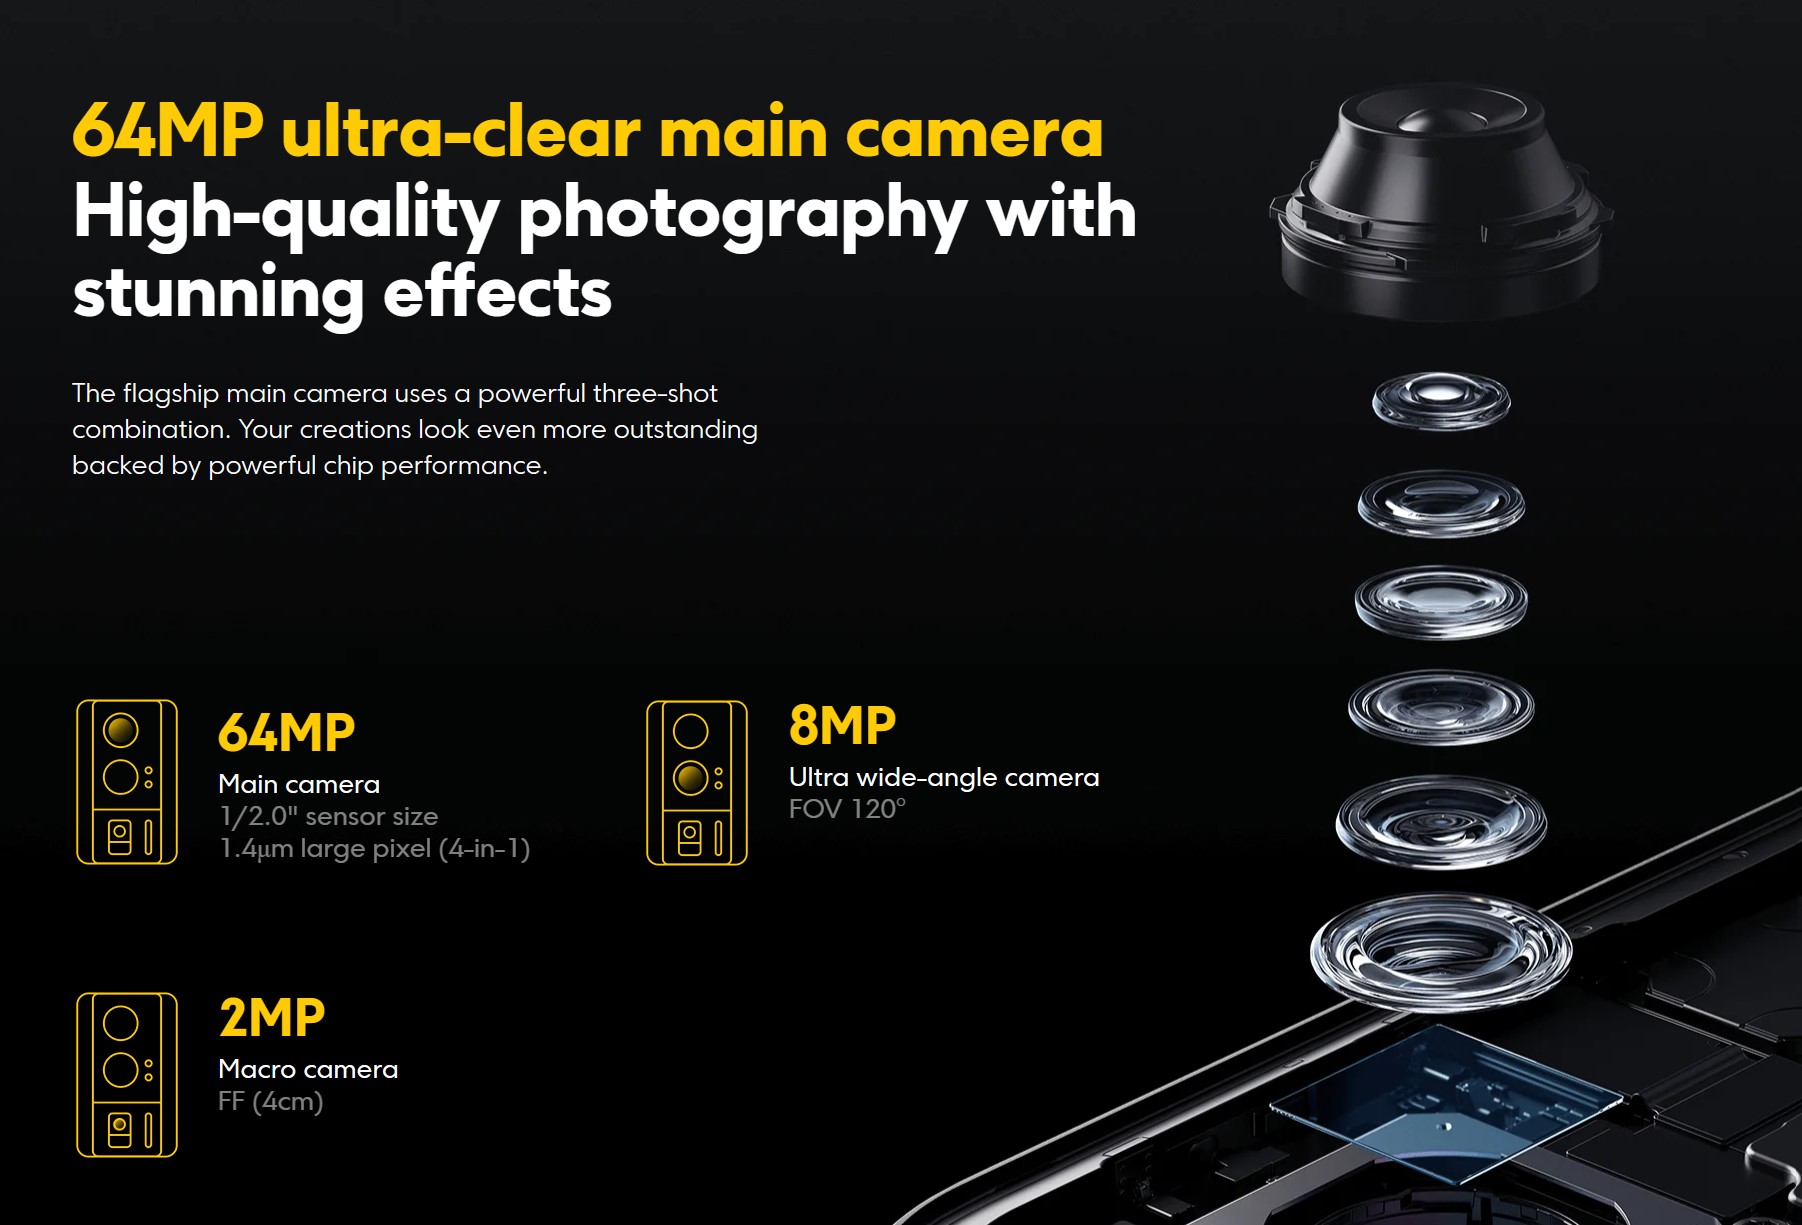 64MP ultra-clear main camera
High-quality photography with
stunning effects
The flagship main camera uses a powerful three-shot
combination. Your creations look even more outstanding
backed by powerful chip performance.
64MP
Main camera
1/2.0" sensor size
1.4μm large pixel (4-in-1)
8MP
Ultra wide-angle camera
FOV 120°
2MP
Macro camera
FF (4cm)